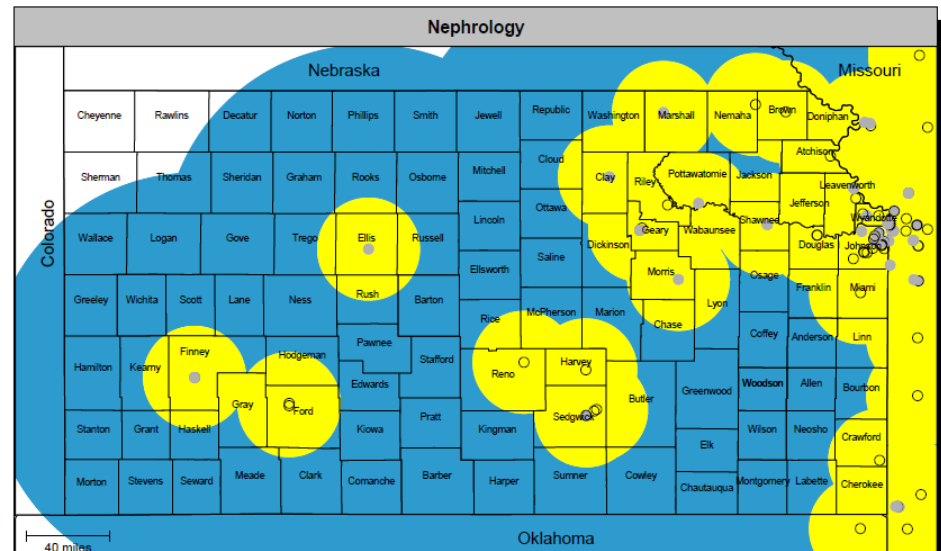 Nephrology
Nebraska
Missouri
Cheyenne Rawlins Decatur Norton Phillips Smith Jewell Republic Washington Marshall Nemaha Brown Doniphan
Atchison
Cloud
Sherman Thomas Sheridan Graham Rooks Osborne Mitchell Clay Riley Pottawatomie Jackson Leavenworth
Jefferson
Ottawa Wyandotte
Lincoln Shawnee
Colorado
Wallace Logan Gove Trego Ellis Russell Dickinson Geary Wabaunsee Douglas Johnson
Saline
Ellsworth Morris Osage
Greeley Wichita Scott Lane Ness Rush Barton Lyon Franklin Miami
Rice McPherson Marion Chase
Hamilton Kearny Finney Hodgeman Pawnee Stafford Coffey Anderson Linn
Reno Harvey
Edwards Butler Greenwood Woodson Allen Bourbon
Gray Ford
Stanton Grant Haskell Kiowa Pratt Kingman Sedgwick Wilson Neosho Crawford
Elk
Morton Stevens Seward Meade Clark Comanche Barber Harper Sumner Cowley Chautauqua Montgomery Labette Cherokee
Oklahoma
40 miles